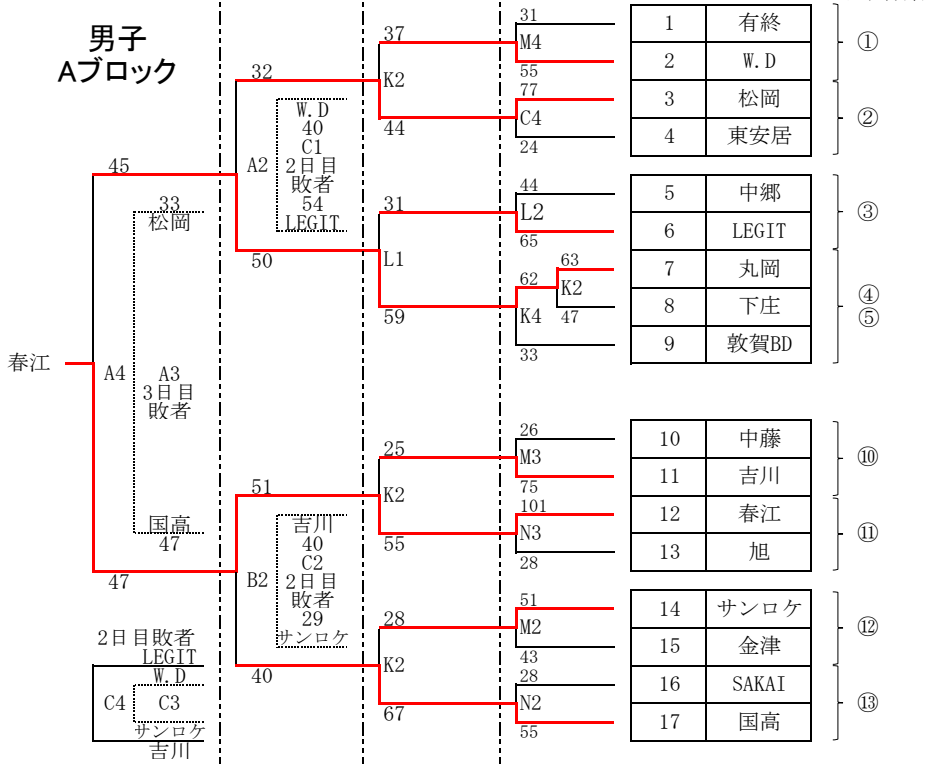 男子
Aブロック
31
M4
55
77
C4
24
37
K2
44
32
W.D
40
C1
2日目
敗者
54
LEGIT
A2
50
45
33
松岡
A4
A3
3日目
敗者
国高
47
47
春江
44
L2
65
31
L1
59
63
K2
47
62
K4
33
26
M3
75
101
N3
28
25
K2
55
51
吉川
40
C2
2日目
敗者
29
サンロケ
B2
40
51
M2
43
28
N2
55
28
K2
67
2日目敗者
LEGIT
W.D
C4
C3
サンロケ
吉川
1 有終
2 W.D
3 松岡
4 東安居
5 中郷
6 LEGIT
7 丸岡
8 下庄
9 敦賀BD
10 中藤
11 吉川
12 春江
13 旭
14 サンロケ
15 金津
16 SAKAI
17 国高
①
②
③
④
⑤
⑩
⑪
⑫
⑬